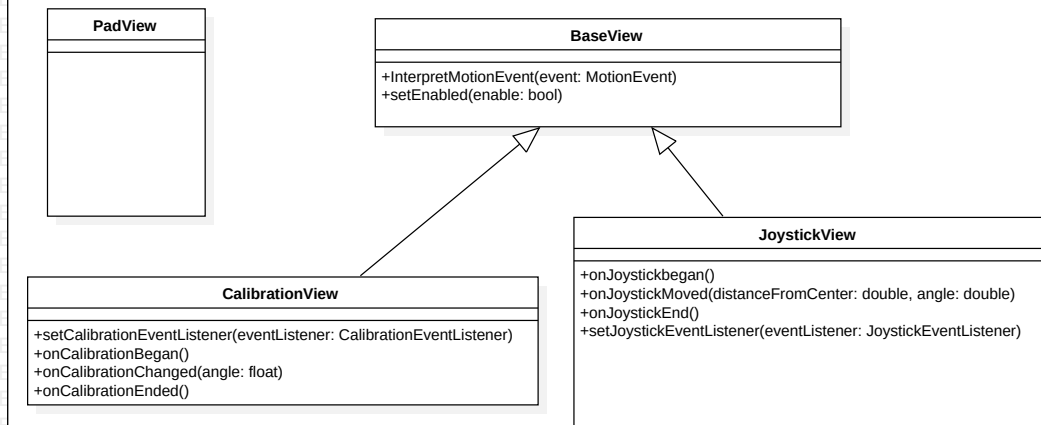 PadView
BaseView
+InterpretMotionEvent(event: MotionEvent)
+setEnabled(enable: bool)
CalibrationView
+setCalibrationEventListener(eventListener: CalibrationEventListener)
+onCalibrationBegan()
+onCalibrationChanged(angle: float)
+onCalibrationEnded()
JoystickView
+onJoystickbegan()
+onJoystickMoved(distanceFromCenter: double, angle: double)
+onJoystickEnd()
+setJoystickEventListener(eventListener: JoystickEventListener)